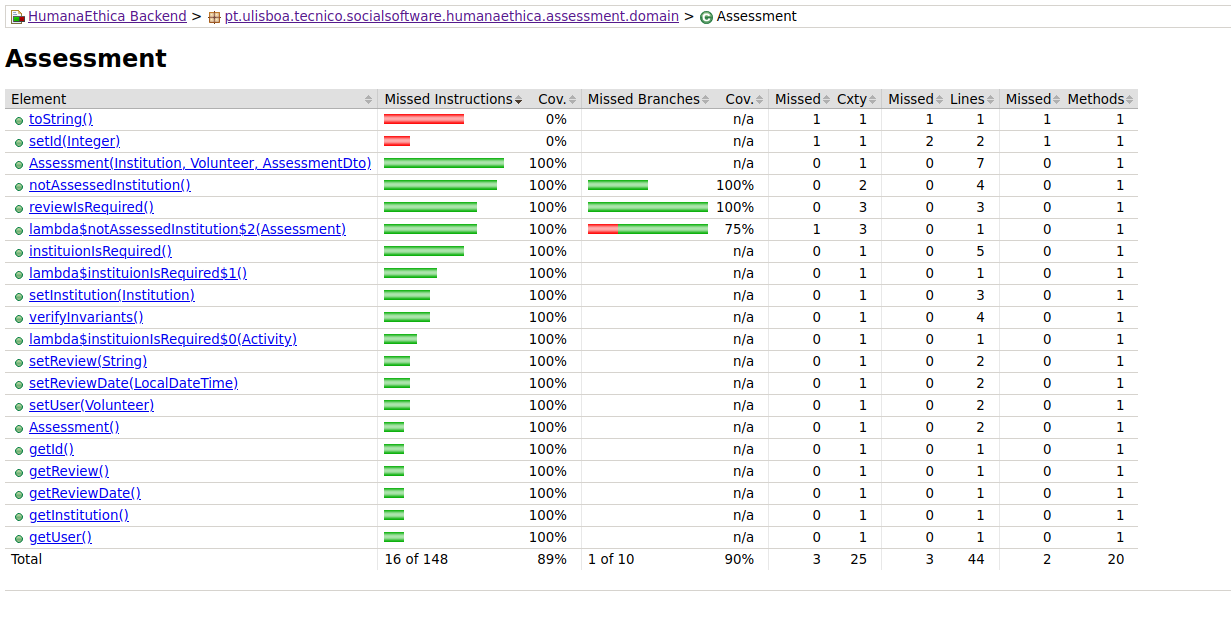 HumanaEthica Backend > pt.ulisboa.tecnico.socialsoftware.humanaethica.assessment.domain > Assessment
Assessment
Element Missed Instructions Cov. Missed Branches Cov. Missed Cxty Missed Lines Missed Methods
toString() 0% n/a 1 1 1 1 1 1
setId(Integer) 0% n/a 1 1 2 2 1 1
Assessment(Institution, Volunteer, AssessmentDto) 100% n/a 0 1 0 7 0 1
notAssessedInstitution() 100% 100% 0 2 0 4 0 1
reviewIsRequired() 100% 100% 0 3 0 3 0 1
lambda$notAssessedInstitution$2(Assessment) 100% 75% 1 3 0 1 0 1
instituionIsRequired() 100% n/a 0 1 0 5 0 1
lambda$instituionIsRequired$1() 100% n/a 0 1 0 1 0 1
setInstitution(Institution) 100% n/a 0 1 0 3 0 1
verifyInvariants() 100% n/a 0 1 0 4 0 1
lambda$instituionIsRequired$0(Activity) 100% n/a 0 1 0 1 0 1
setReview(String) 100% n/a 0 1 0 2 0 1
setReviewDate(LocalDateTime) 100% n/a 0 1 0 2 0 1
setUser(Volunteer) 100% n/a 0 1 0 2 0 1
Assessment() 100% n/a 0 1 0 2 0 1
getId() 100% n/a 0 1 0 1 0 1
getReview() 100% n/a 0 1 0 1 0 1
getReviewDate() 100% n/a 0 1 0 1 0 1
getInstitution() 100% n/a 0 1 0 1 0 1
getUser() 100% n/a 0 1 0 1 0 1
Total 16 of 148 89% 1 of 10 90% 3 25 3 44 2 20